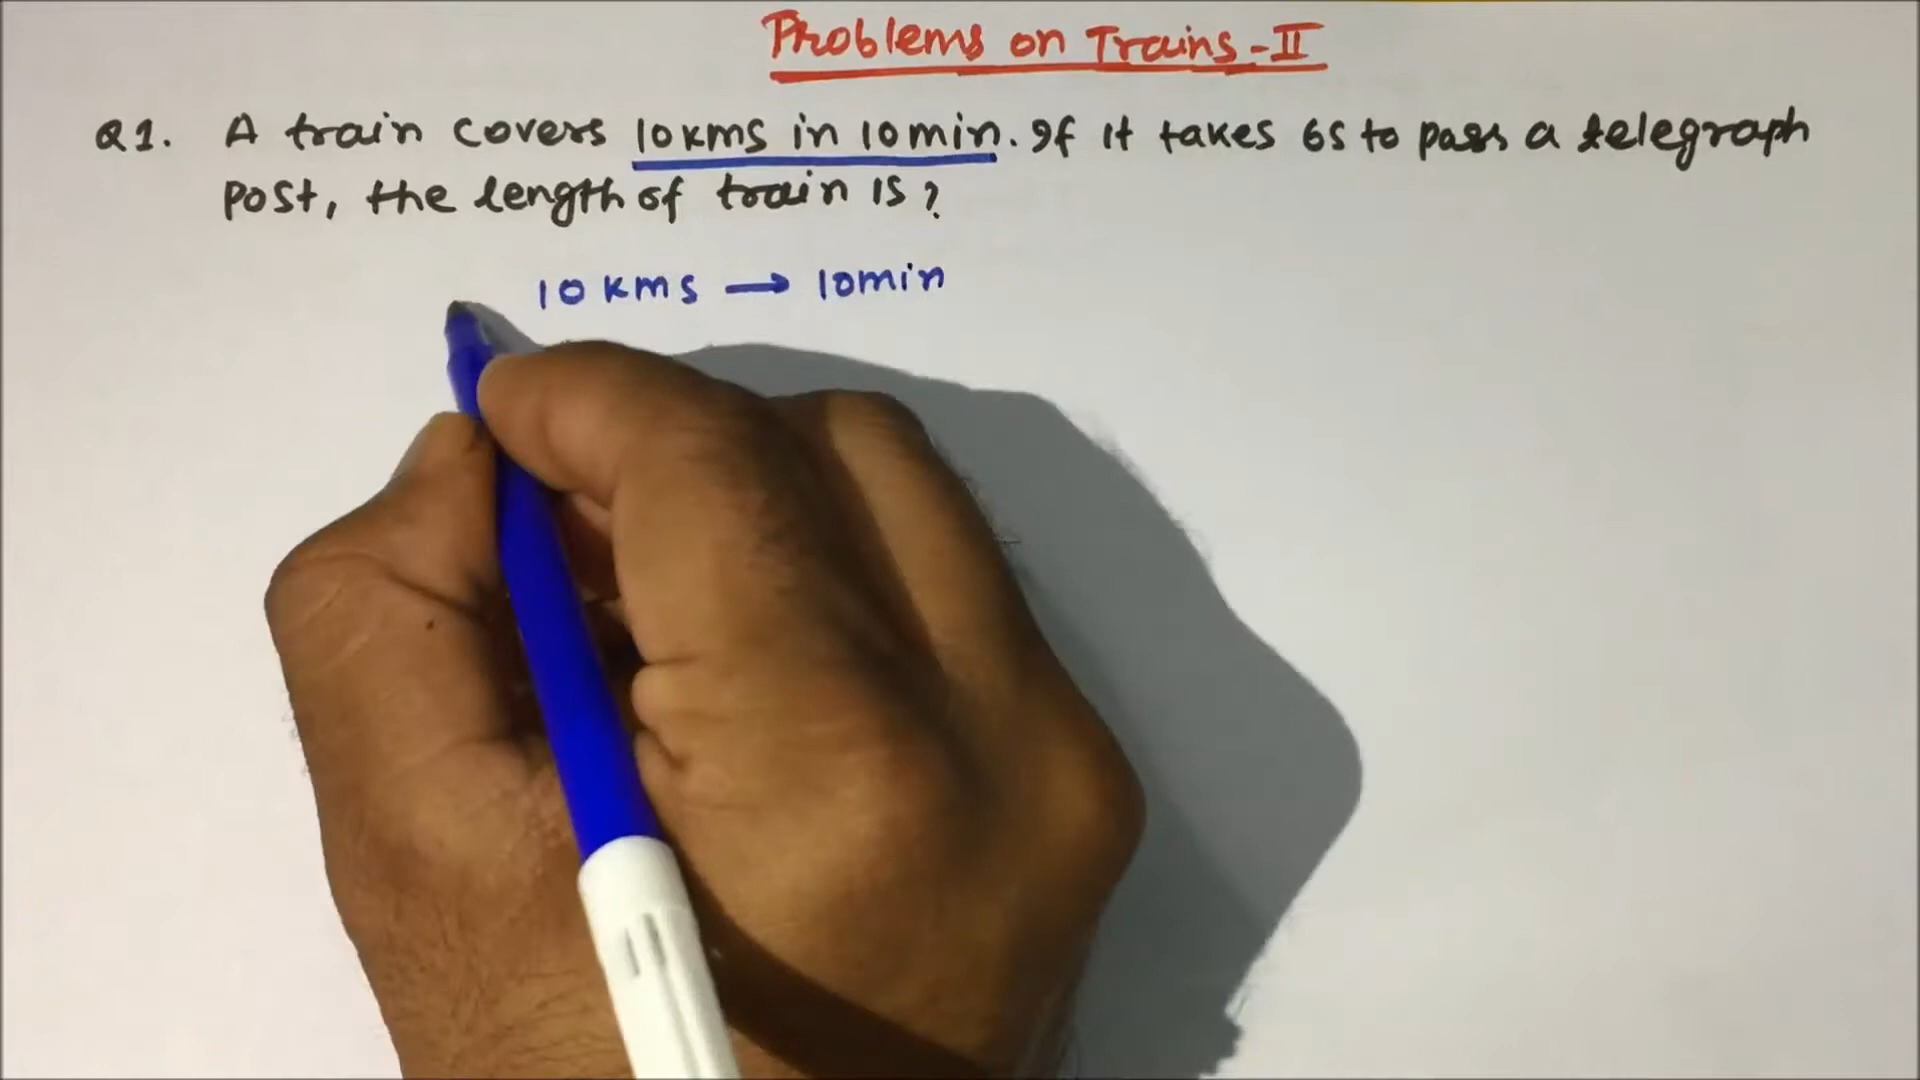 Problems on Trains-II
Q1. A train covers 10kms in 10min. If it takes 6s to pass a telegraph
post, the length of train is?
10 kms → 10min